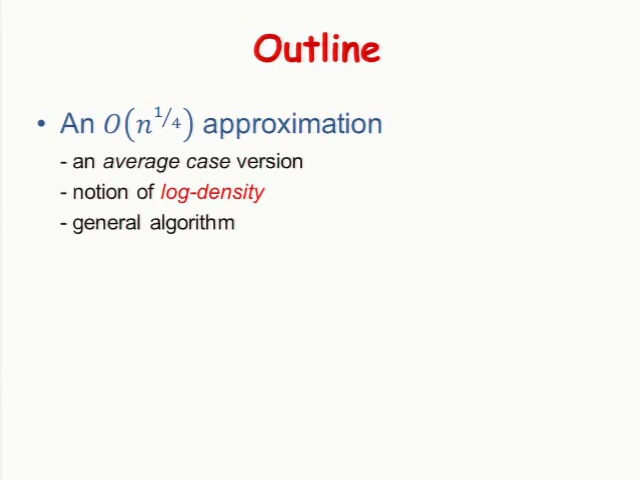 Outline
• An O(n^1/4) approximation
- an average case version
- notion of log-density
- general algorithm